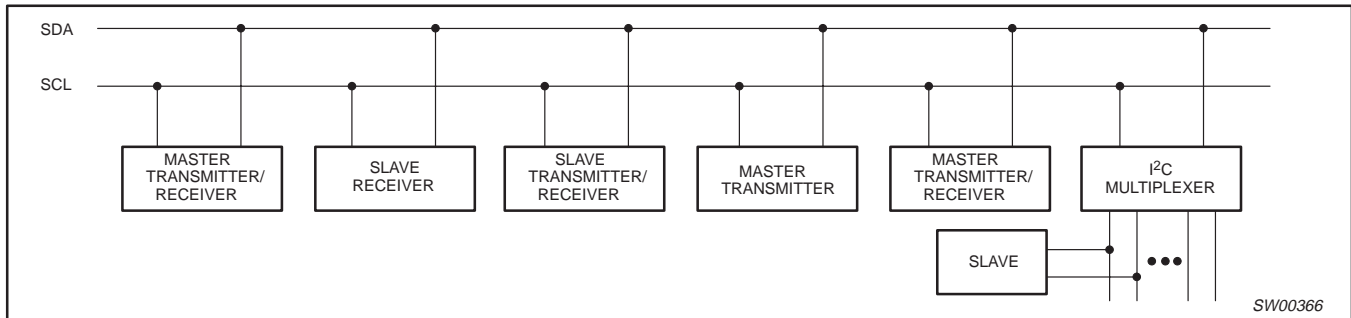 SDA
SCL
MASTER
TRANSMITTER/
RECEIVER
SLAVE
RECEIVER
SLAVE
TRANSMITTER/
RECEIVER
MASTER
TRANSMITTER
MASTER
TRANSMITTER/
RECEIVER
I²C
MULTIPLEXER
SLAVE
SW00366